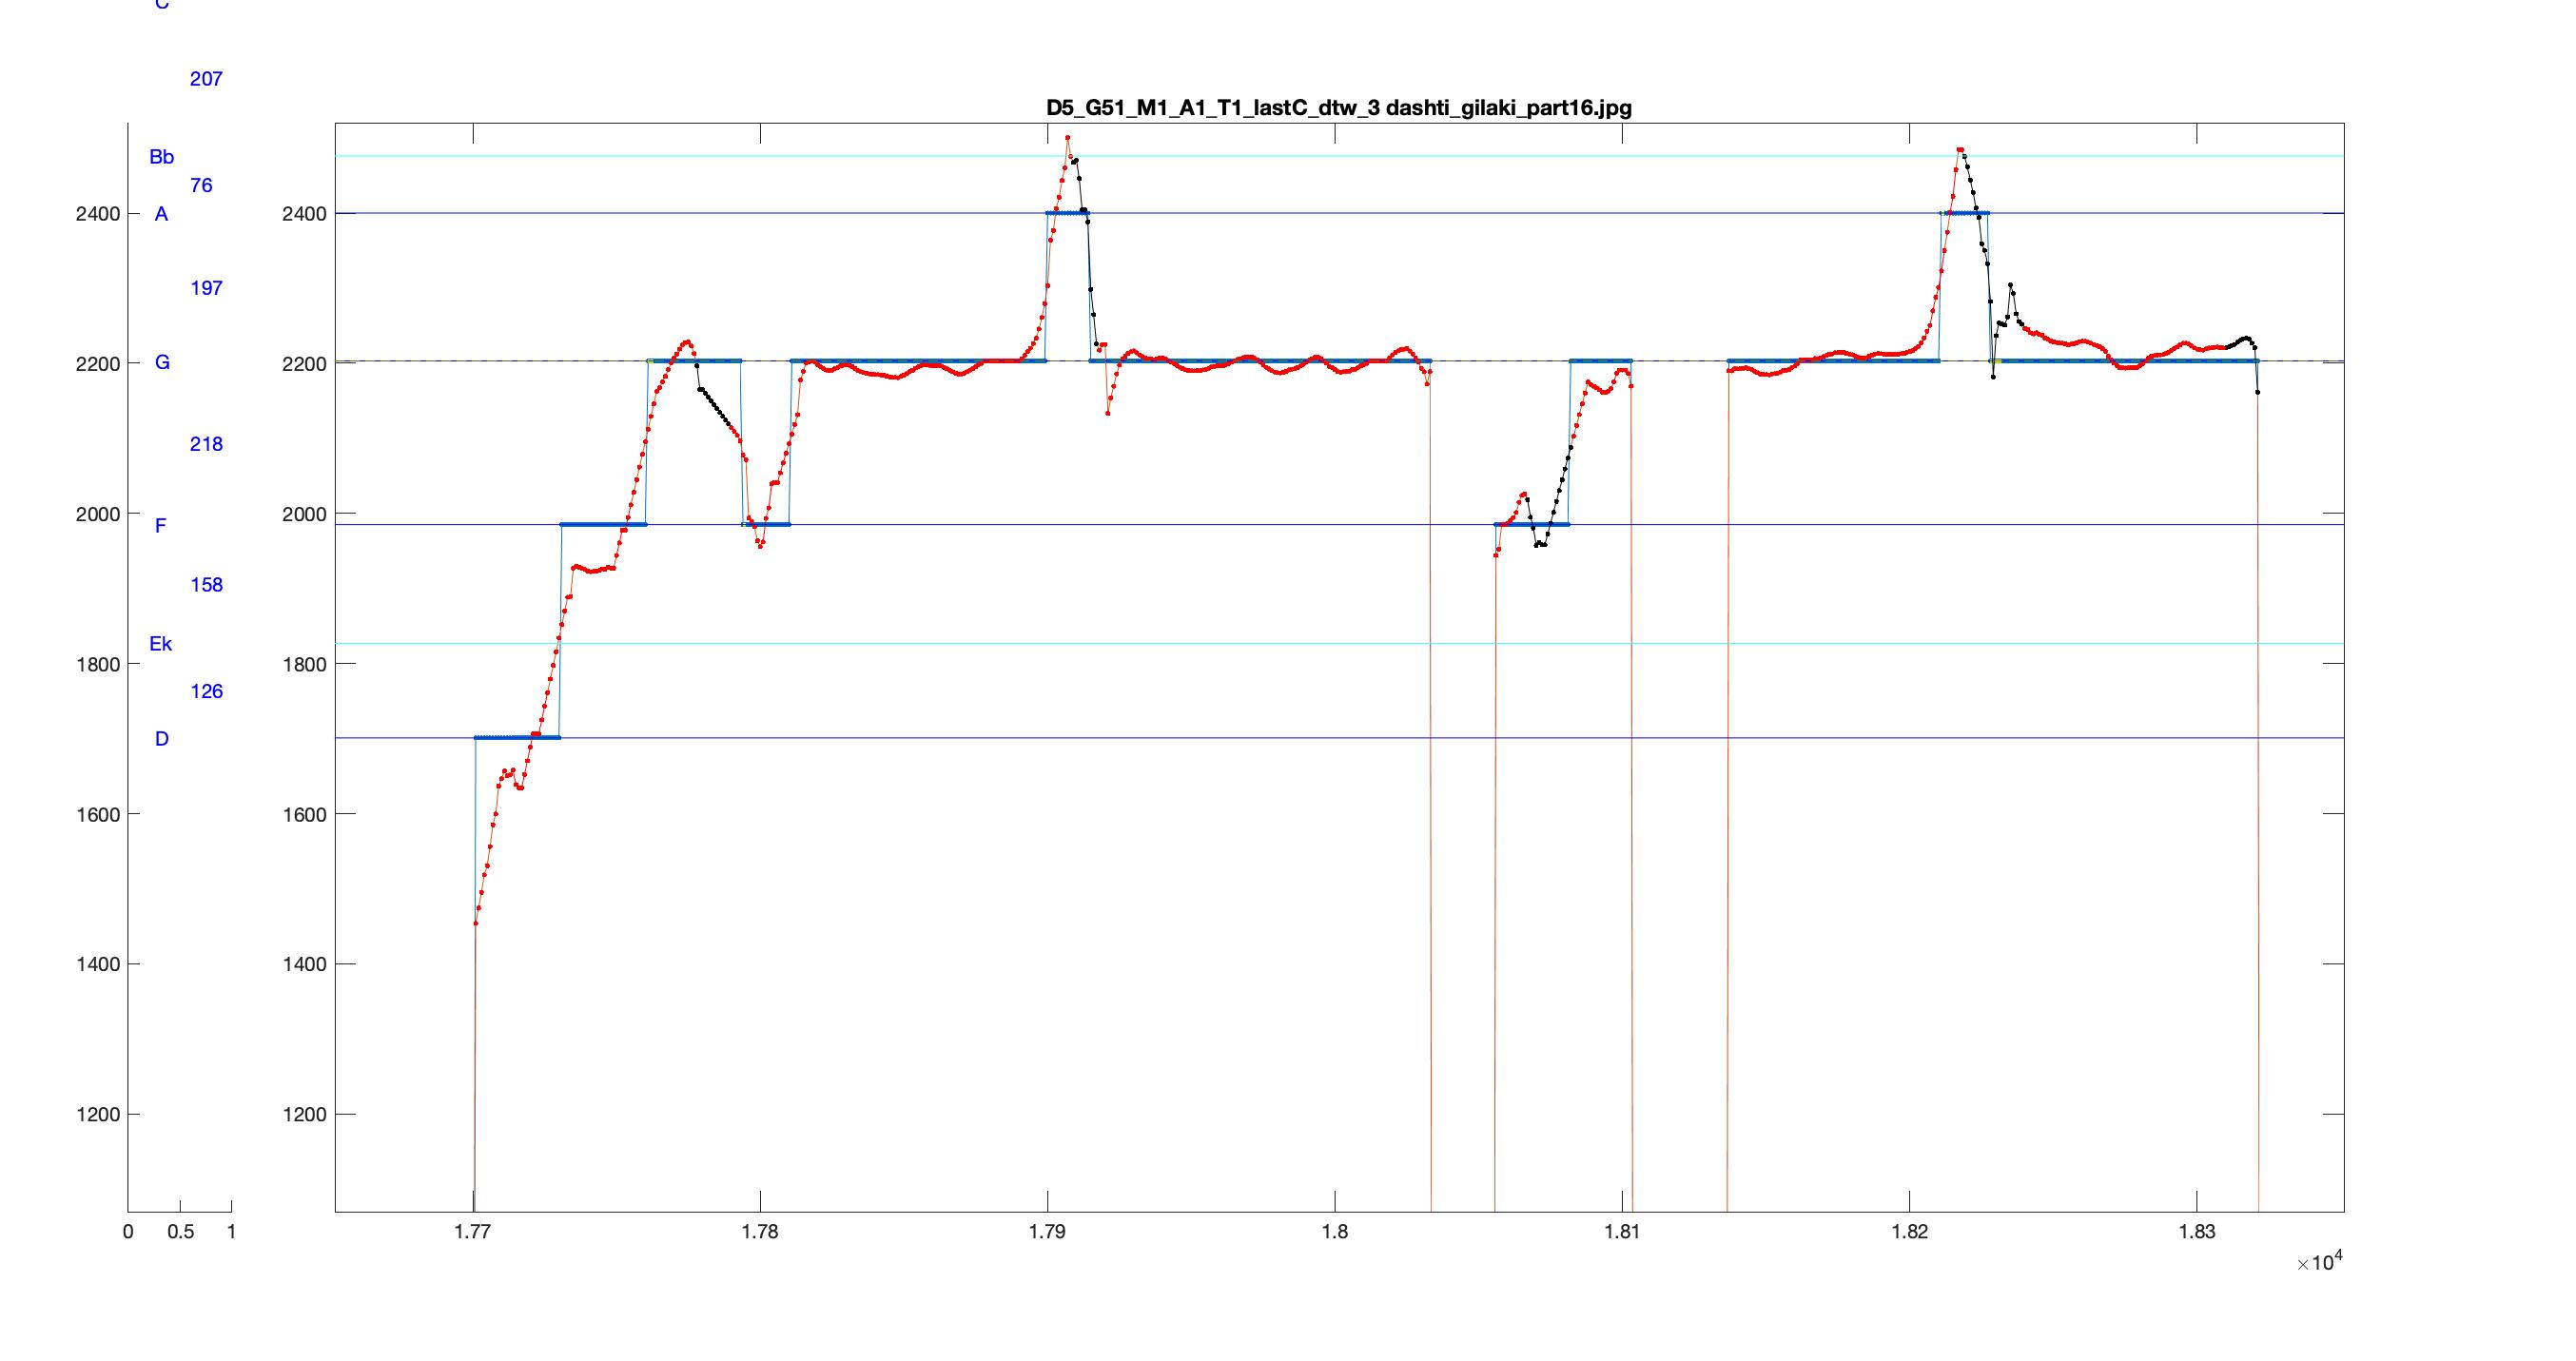 C
207
D5_G51_M1_A1_T1_lastC_dtw_3 dashti_gilaki_part16.jpg
Bb
76
2400 A 2400
197
2200 G 2200
218
2000 F 2000
158
Ek
1800 1800
126
D
1600 1600
1400 1400
1200 1200
0 0.5 1 1.77 1.78 1.79 1.8 1.81 1.82 1.83
×10⁴